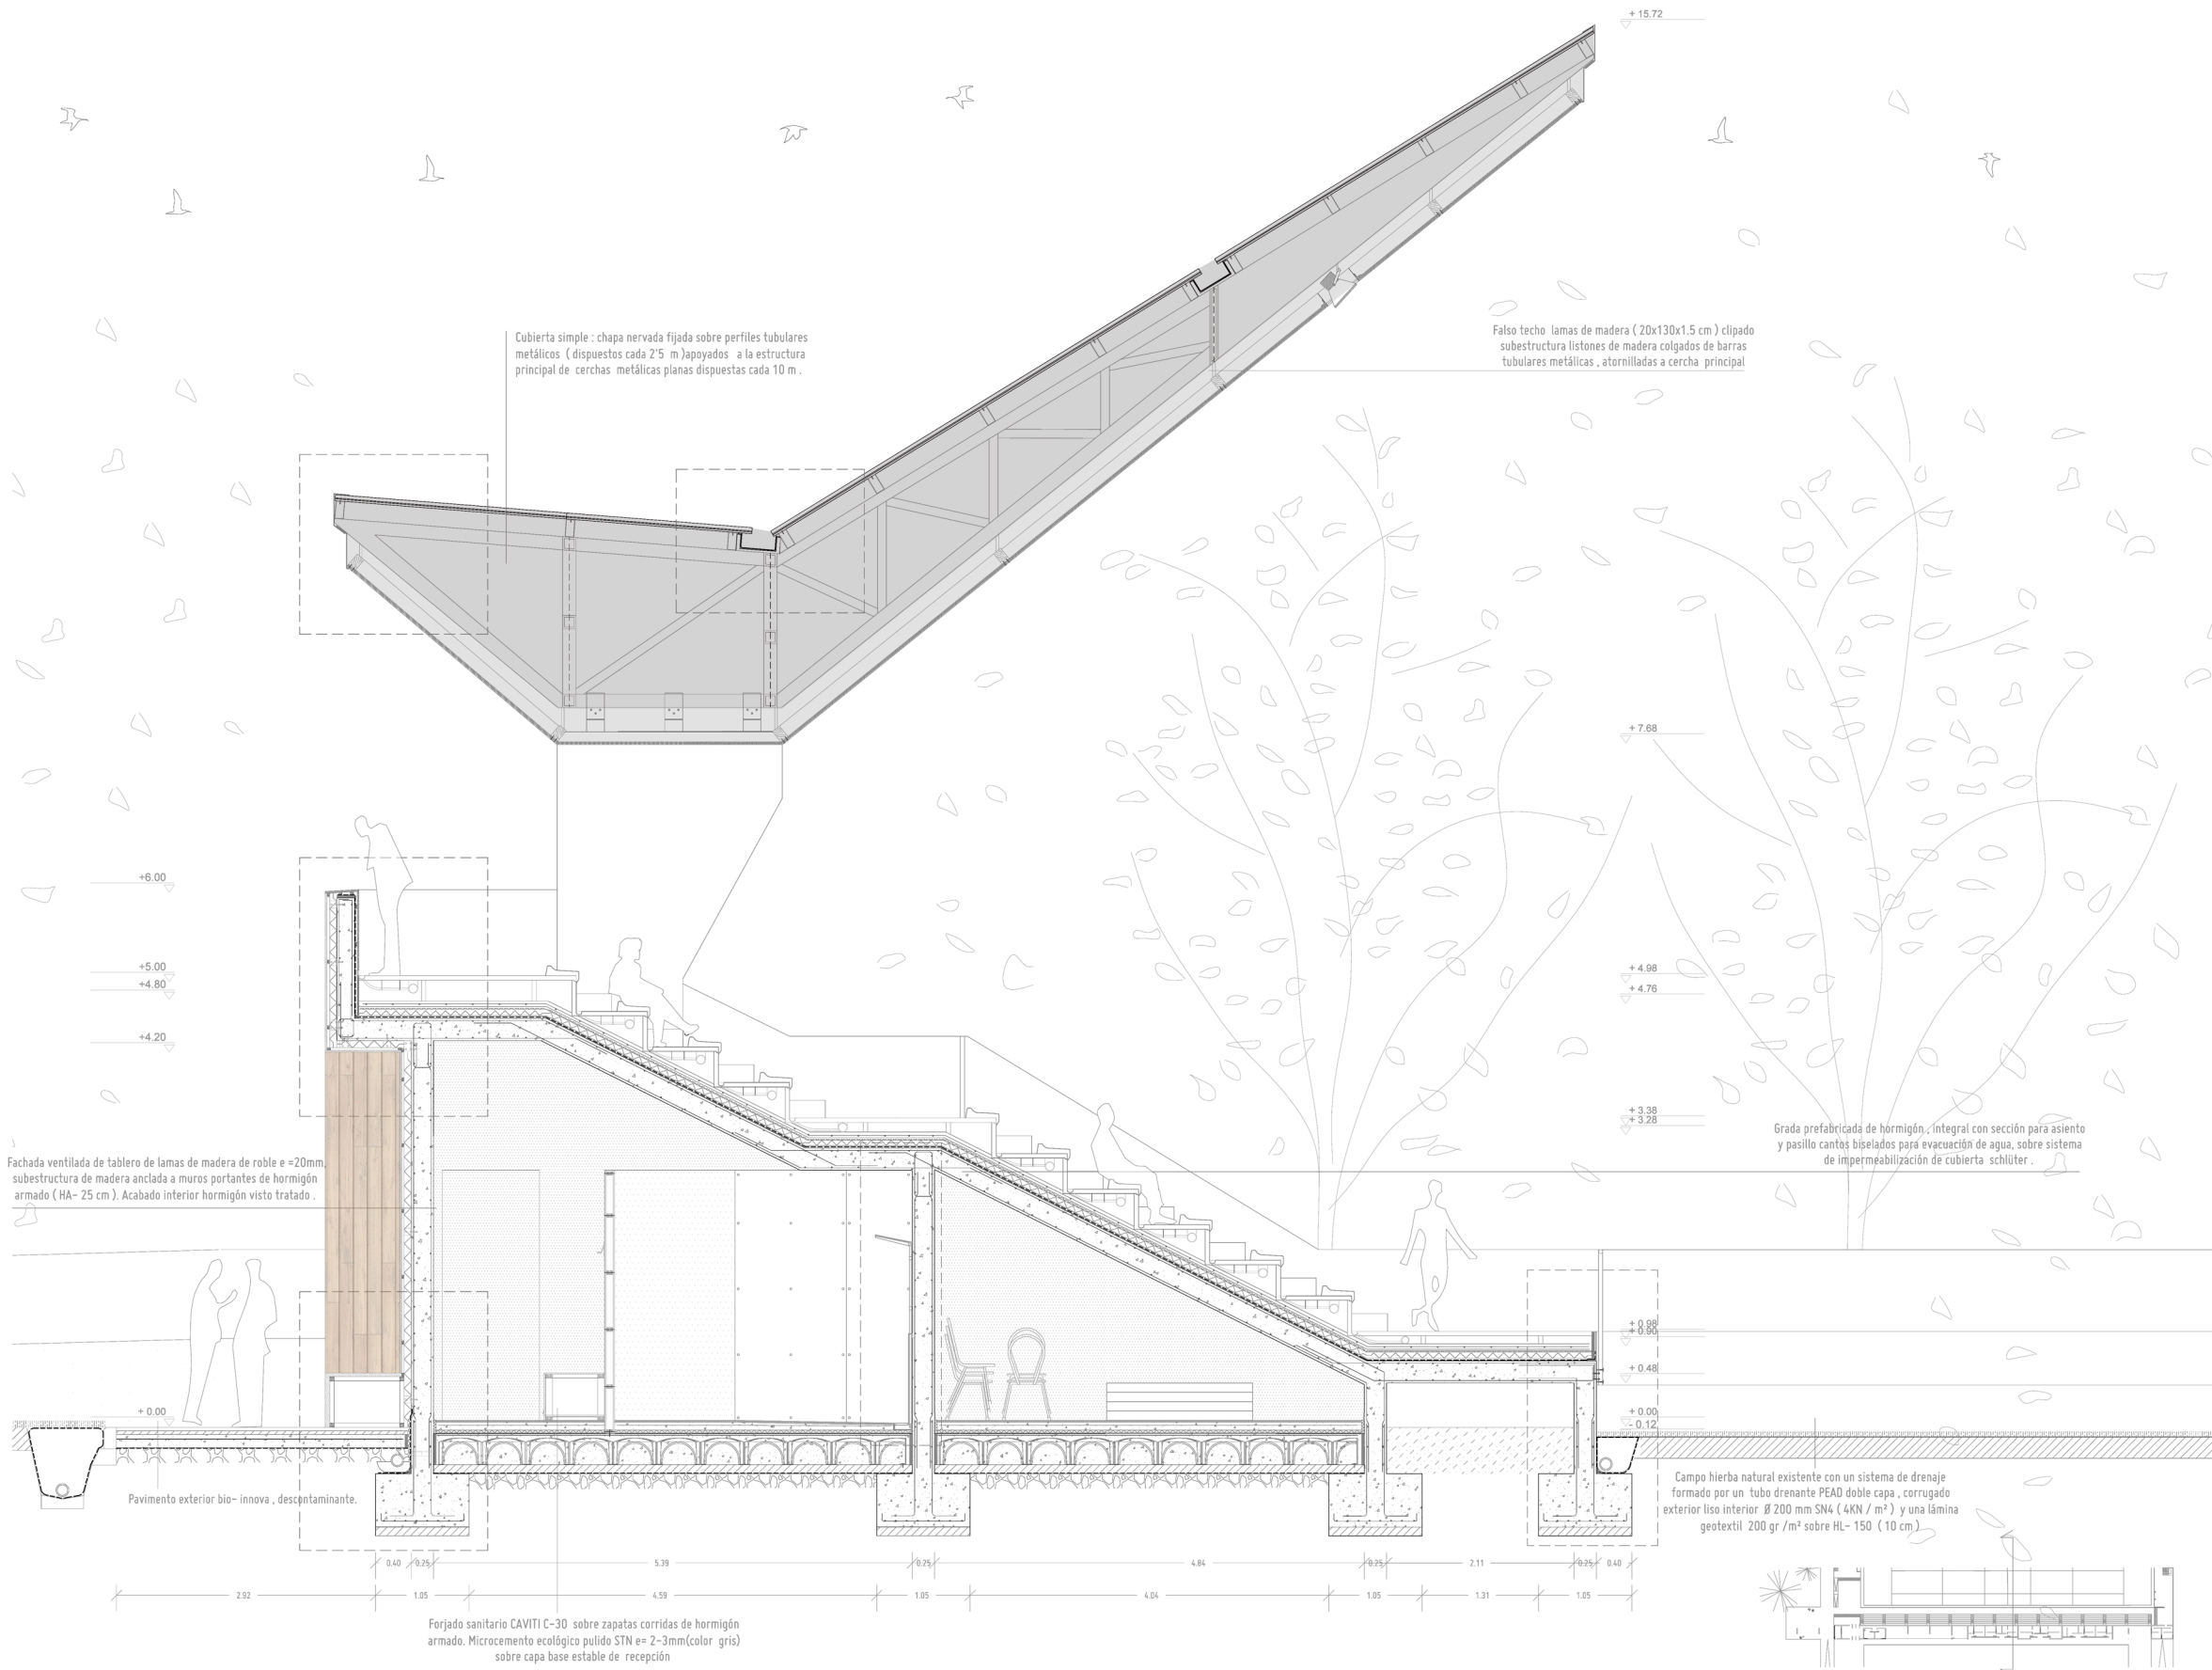 + 15.72
Cubierta simple : chapa nervada fijada sobre perfiles tubulares
metálicos ( dispuestos cada 2'5 m )apoyados a la estructura
principal de cerchas metálicas planas dispuestas cada 10 m .
Falso techo lamas de madera ( 20x130x1.5 cm ) clipado
subestructura listones de madera colgados de barras
tubulares metálicas , atornilladas a cercha principal
+ 7.68
+6.00
+5.00
+4.80
+4.20
+ 4.98
+ 4.76
+ 3.38
+ 3.28
Grada prefabricada de hormigón , integral con sección para asiento
y pasillo cantos biselados para evacuación de agua, sobre sistema
de impermeabilización de cubierta schlüter .
Fachada ventilada de tablero de lamas de madera de roble e =20mm,
subestructura de madera anclada a muros portantes de hormigón
armado ( HA- 25 cm ). Acabado interior hormigón visto tratado .
+ 0.98
+ 0.90
+ 0.48
+ 0.00
+ 0.00
- 0.12
Pavimento exterior bio- innova , descontaminante.
Campo hierba natural existente con un sistema de drenaje
formado por un tubo drenante PEAD doble capa , corrugado
exterior liso interior Ø 200 mm SN4 ( 4KN / m² ) y una lámina
geotextil 200 gr /m² sobre HL- 150 ( 10 cm )
0.40 0.25 5.39 0.25 4.84 0.25 2.11 0.25 0.40
2.92 1.05 4.59 1.05 4.04 1.05 1.31 1.05
Forjado sanitario CAVITI C-30 sobre zapatas corridas de hormigón
armado. Microcemento ecológico pulido STN e= 2-3mm(color gris)
sobre capa base estable de recepción